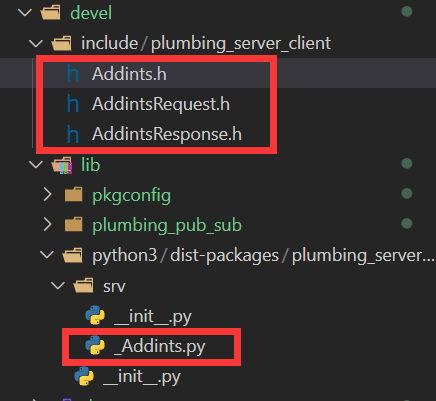 devel
include/plumbing_server_client
h Addints.h
h AddintsRequest.h
h AddintsResponse.h
lib
pkgconfig
plumbing_pub_sub
python3/dist-packages/plumbing_server...
srv
__init__.py
_Addints.py
__init__.py